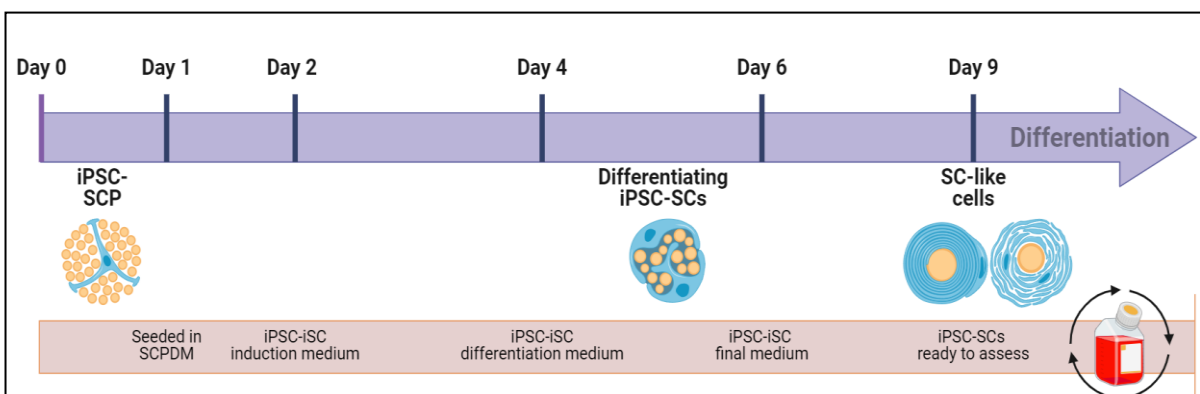 Day 0
Day 1
Day 2
Day 4
Day 6
Day 9
Differentiation
iPSC-
SCP
Differentiating
iPSC-SCs
SC-like
cells
Seeded in
SCPDM
iPSC-iSC
induction medium
iPSC-iSC
differentiation medium
iPSC-iSC
final medium
iPSC-SCs
ready to assess